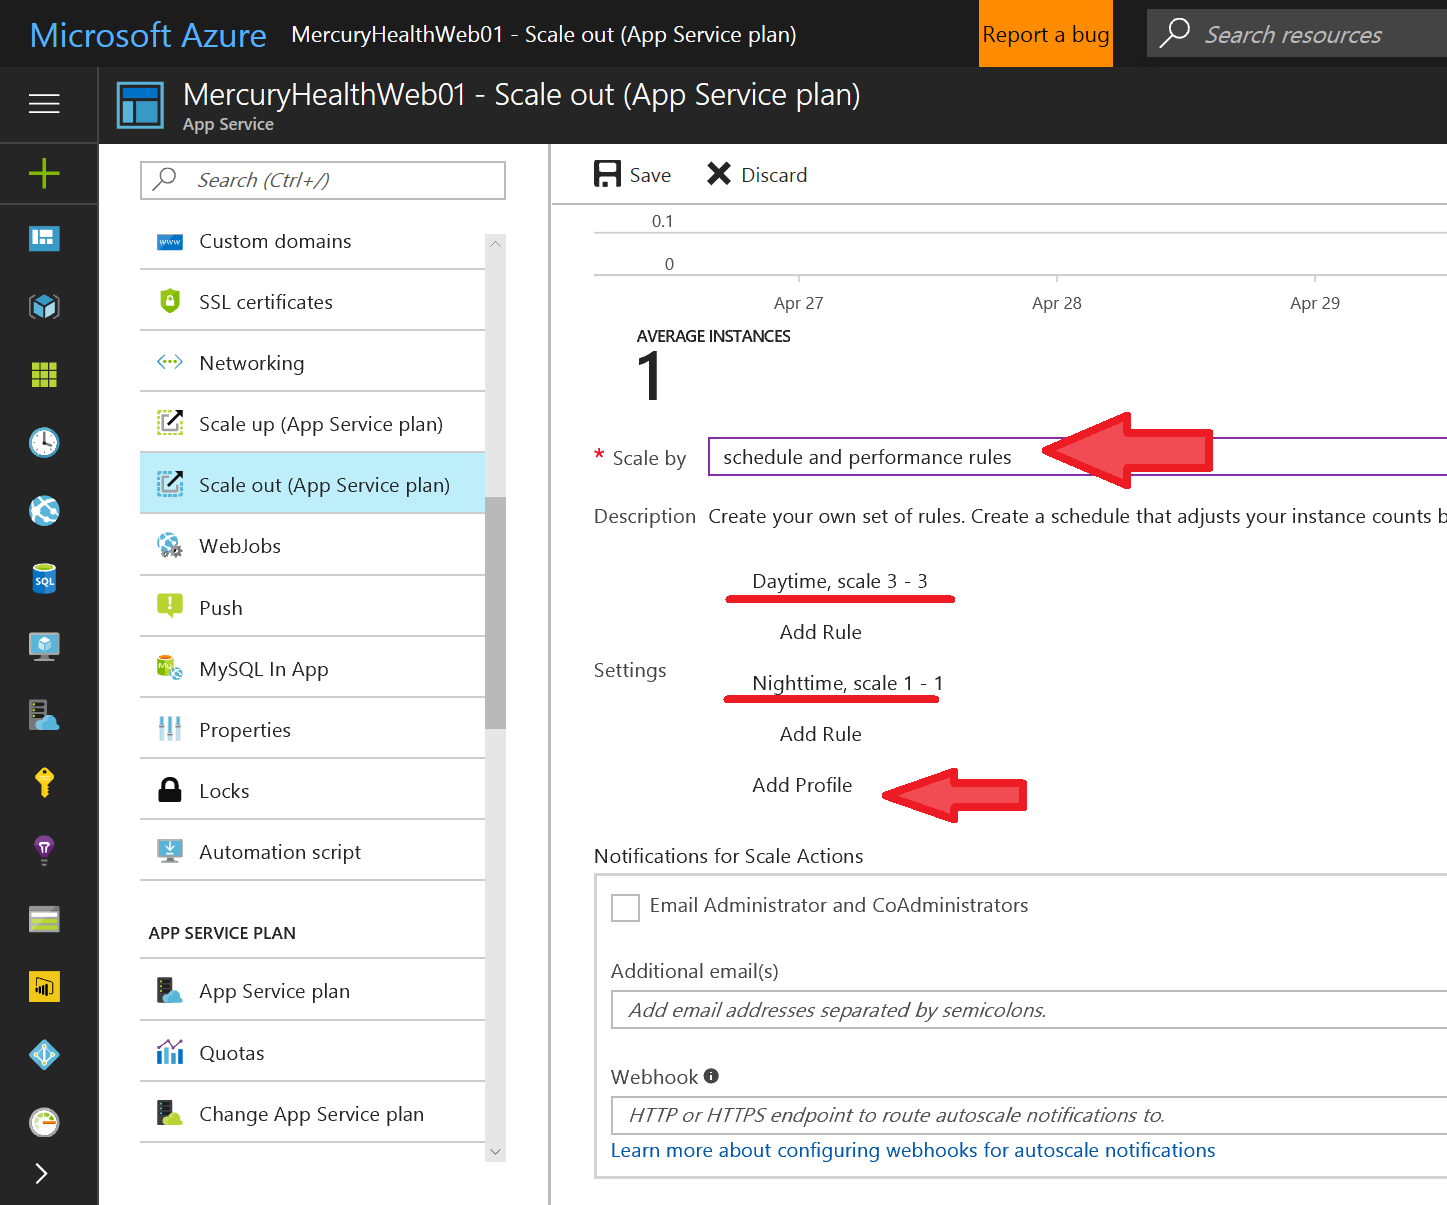 Microsoft Azure MercuryHealthWeb01 - Scale out (App Service plan) Report a bug Search resources
MercuryHealthWeb01 - Scale out (App Service plan)
App Service
Search (Ctrl+/)
Custom domains
SSL certificates
Networking
Scale up (App Service plan)
Scale out (App Service plan)
WebJobs
Push
MySQL In App
Properties
Locks
Automation script
APP SERVICE PLAN
App Service plan
Quotas
Change App Service plan
Save Discard
0.1
0
Apr 27 Apr 28 Apr 29
AVERAGE INSTANCES
1
* Scale by schedule and performance rules
Description Create your own set of rules. Create a schedule that adjusts your instance counts
Daytime, scale 3 - 3
Add Rule
Settings
Nighttime, scale 1 - 1
Add Rule
Add Profile
Notifications for Scale Actions
Email Administrator and CoAdministrators
Additional email(s)
Add email addresses separated by semicolons.
Webhook
HTTP or HTTPS endpoint to route autoscale notifications to.
Learn more about configuring webhooks for autoscale notifications